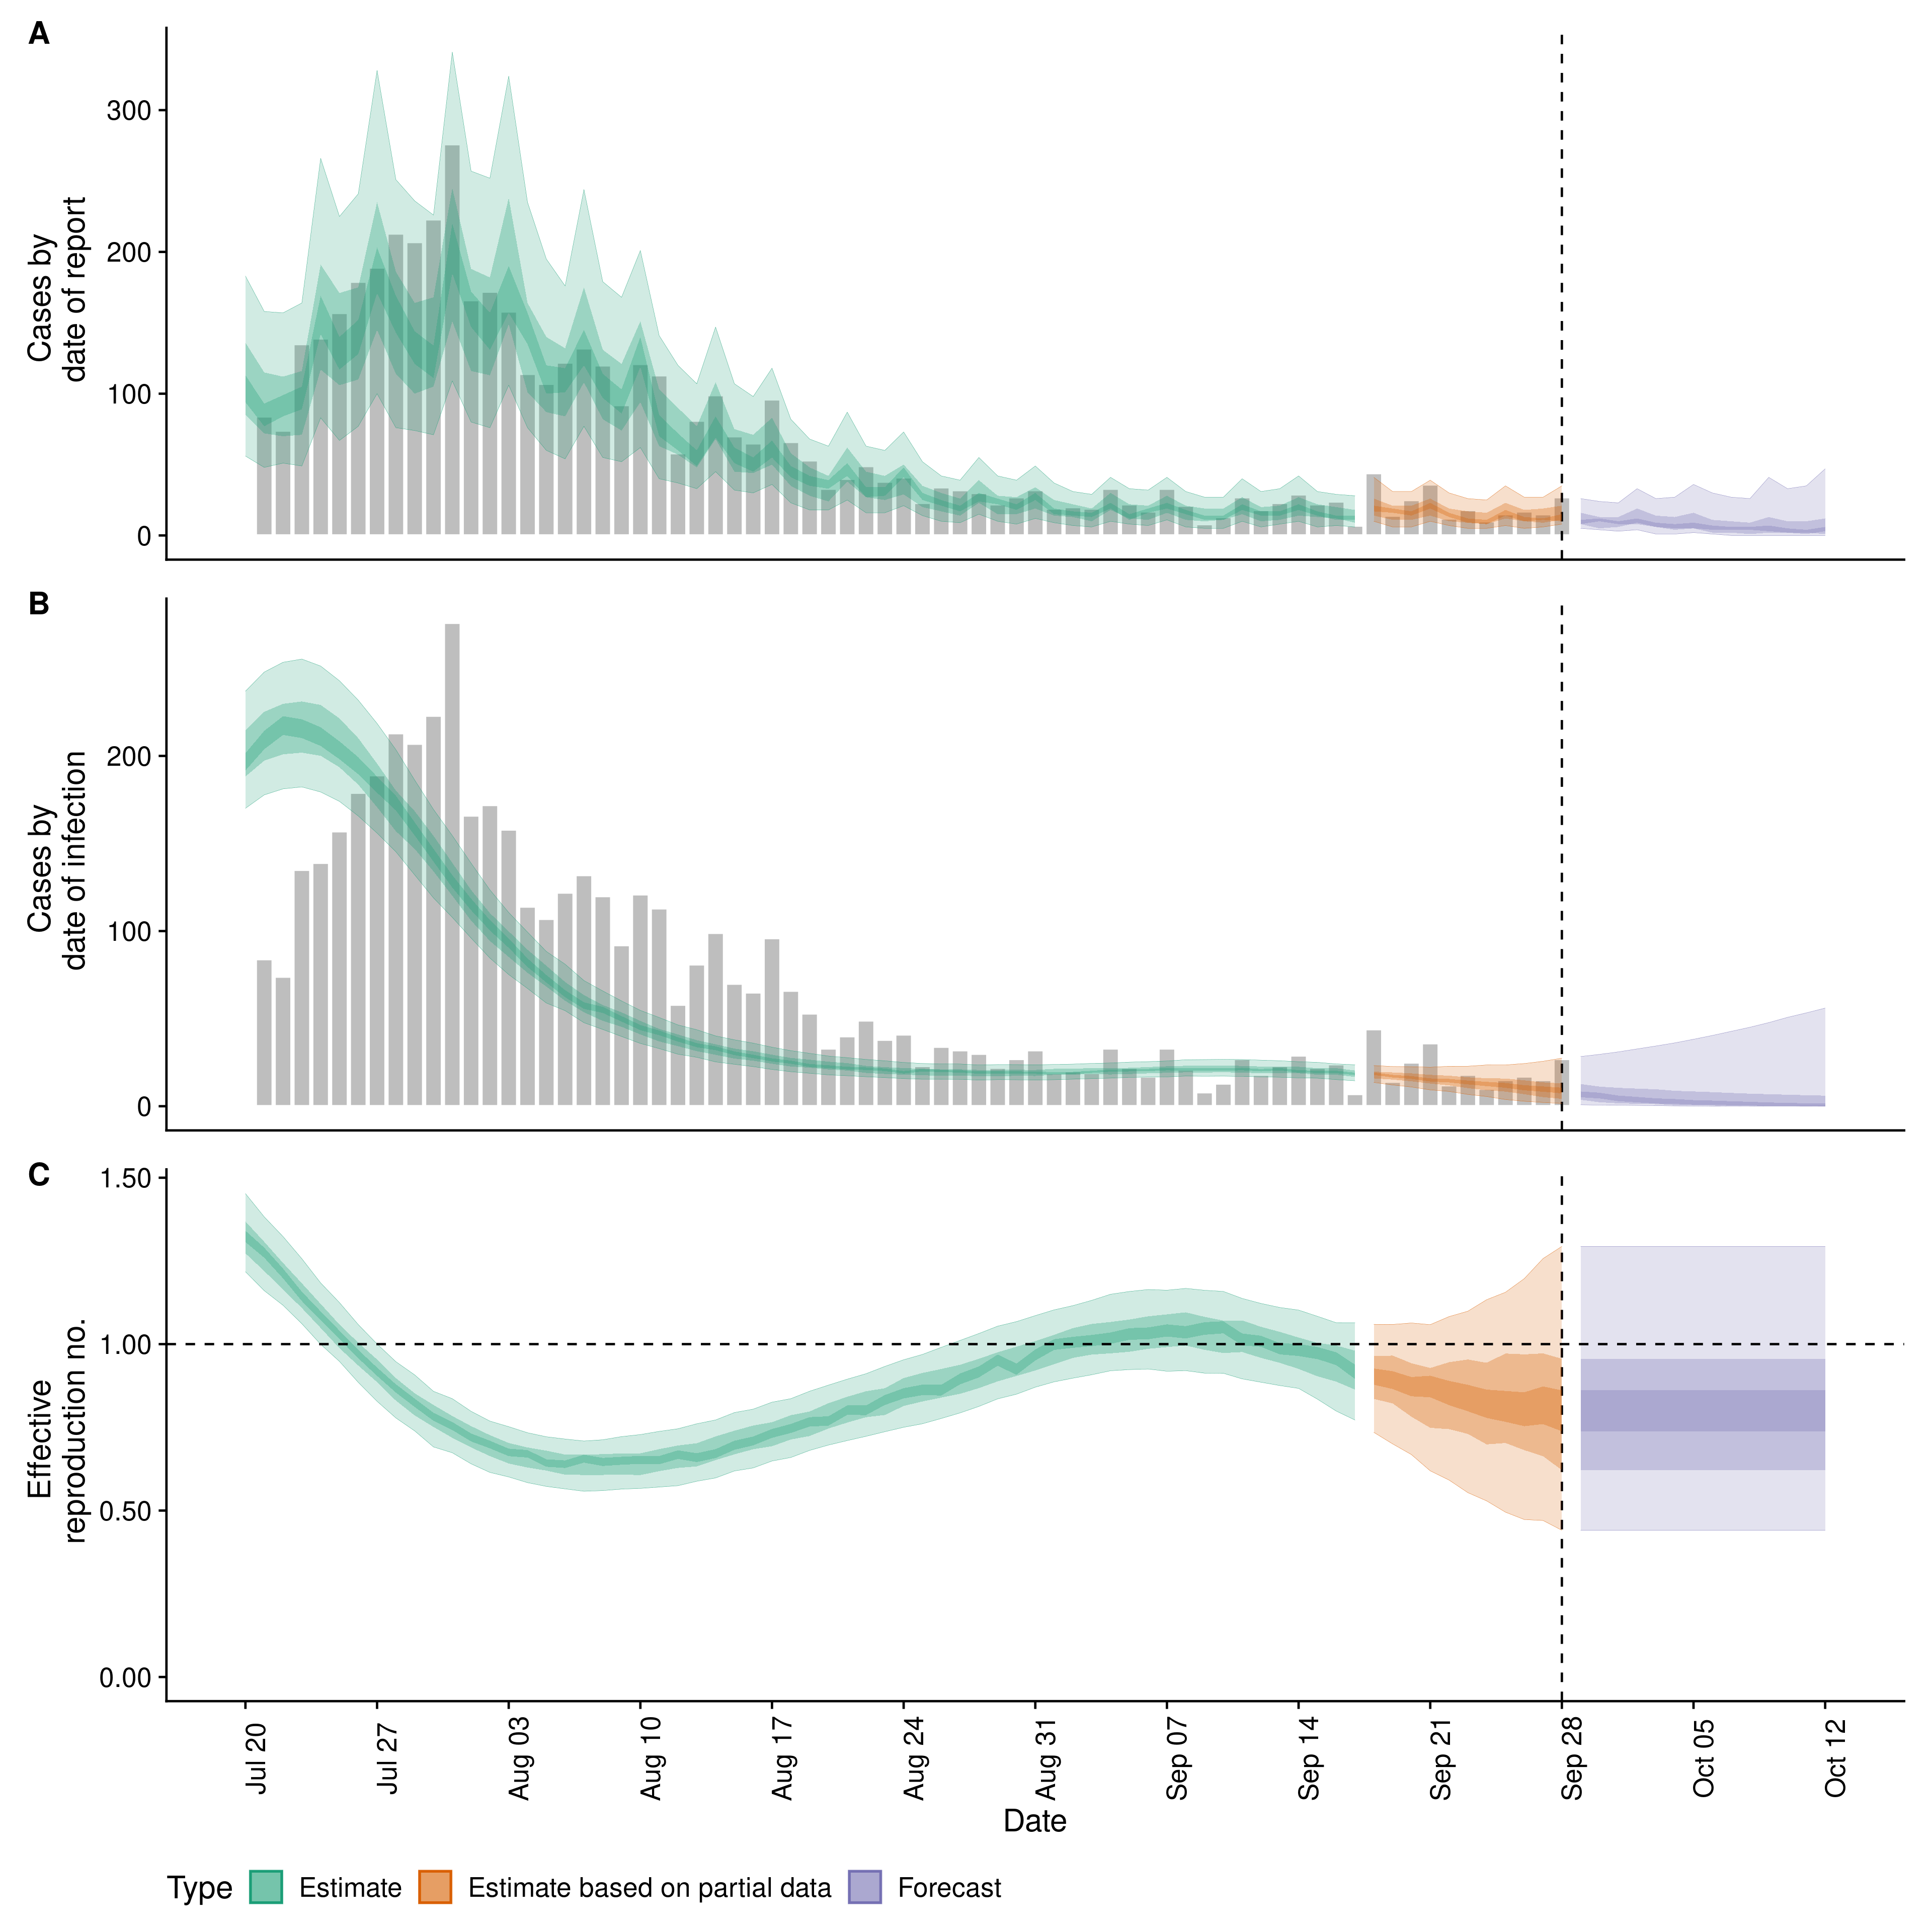 A
Cases by
date of report
300
200
100
0
B
Cases by
date of infection
200
100
0
C
Effective
reproduction no.
1.50
1.00
0.50
0.00
Jul 20
Jul 27
Aug 03
Aug 10
Aug 17
Aug 24
Aug 31
Sep 07
Sep 14
Sep 21
Sep 28
Oct 05
Oct 12
Date
Type Estimate Estimate based on partial data Forecast